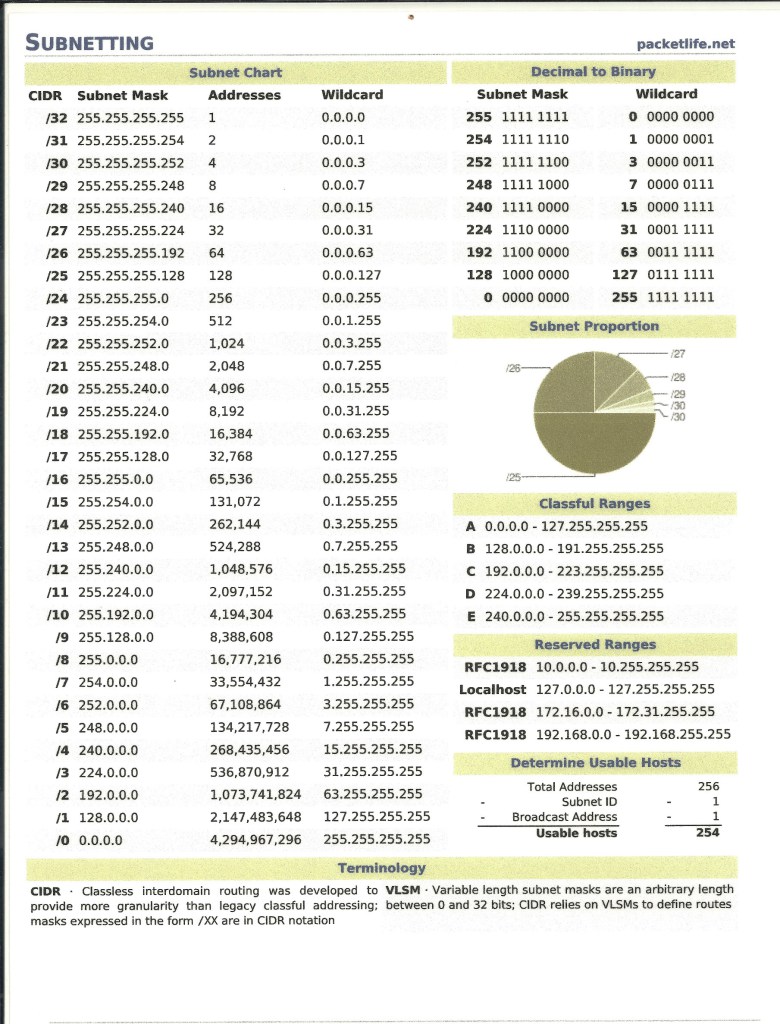 SUBNETTING packetlife.net
Subnet Chart
CIDR Subnet Mask Addresses Wildcard
/32 255.255.255.255 1 0.0.0.0
/31 255.255.255.254 2 0.0.0.1
/30 255.255.255.252 4 0.0.0.3
/29 255.255.255.248 8 0.0.0.7
/28 255.255.255.240 16 0.0.0.15
/27 255.255.255.224 32 0.0.0.31
/26 255.255.255.192 64 0.0.0.63
/25 255.255.255.128 128 0.0.0.127
/24 255.255.255.0 256 0.0.0.255
/23 255.255.254.0 512 0.0.1.255
/22 255.255.252.0 1,024 0.0.3.255
/21 255.255.248.0 2,048 0.0.7.255
/20 255.255.240.0 4,096 0.0.15.255
/19 255.255.224.0 8,192 0.0.31.255
/18 255.255.192.0 16,384 0.0.63.255
/17 255.255.128.0 32,768 0.0.127.255
/16 255.255.0.0 65,536 0.0.255.255
/15 255.254.0.0 131,072 0.1.255.255
/14 255.252.0.0 262,144 0.3.255.255
/13 255.248.0.0 524,288 0.7.255.255
/12 255.240.0.0 1,048,576 0.15.255.255
/11 255.224.0.0 2,097,152 0.31.255.255
/10 255.192.0.0 4,194,304 0.63.255.255
/9 255.128.0.0 8,388,608 0.127.255.255
/8 255.0.0.0 16,777,216 0.255.255.255
/7 254.0.0.0 33,554,432 1.255.255.255
/6 252.0.0.0 67,108,864 3.255.255.255
/5 248.0.0.0 134,217,728 7.255.255.255
/4 240.0.0.0 268,435,456 15.255.255.255
/3 224.0.0.0 536,870,912 31.255.255.255
/2 192.0.0.0 1,073,741,824 63.255.255.255
/1 128.0.0.0 2,147,483,648 127.255.255.255
/0 0.0.0.0 4,294,967,296 255.255.255.255
Decimal to Binary
Subnet Mask Wildcard
255 1111 1111 0 0000 0000
254 1111 1110 1 0000 0001
252 1111 1100 3 0000 0011
248 1111 1000 7 0000 0111
240 1111 0000 15 0000 1111
224 1110 0000 31 0001 1111
192 1100 0000 63 0011 1111
128 1000 0000 127 0111 1111
0 0000 0000 255 1111 1111
Subnet Proportion
/27
/26
/28
/29
/30
/30
/25
Classful Ranges
A 0.0.0.0 - 127.255.255.255
B 128.0.0.0 - 191.255.255.255
C 192.0.0.0 - 223.255.255.255
D 224.0.0.0 - 239.255.255.255
E 240.0.0.0 - 255.255.255.255
Reserved Ranges
RFC1918 10.0.0.0 - 10.255.255.255
Localhost 127.0.0.0 - 127.255.255.255
RFC1918 172.16.0.0 - 172.31.255.255
RFC1918 192.168.0.0 - 192.168.255.255
Determine Usable Hosts
Total Addresses 256
- Subnet ID - 1
- Broadcast Address - 1
Usable hosts 254
Terminology
CIDR · Classless interdomain routing was developed to
provide more granularity than legacy classful addressing;
masks expressed in the form /XX are in CIDR notation
VLSM · Variable length subnet masks are an arbitrary length
between 0 and 32 bits; CIDR relies on VLSMs to define routes